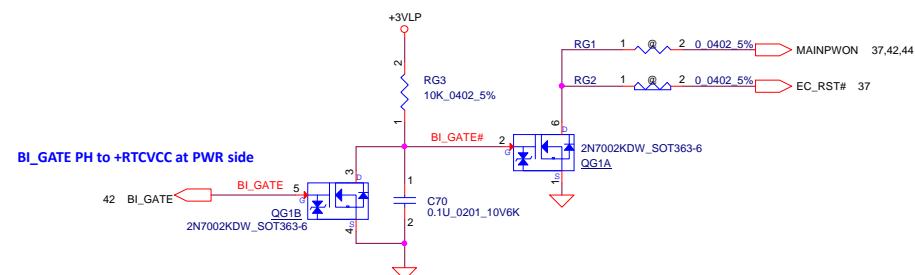 +3VLP
RG1 1 @ 2 0_0402_5% MAINPWON 37,42,44
2
RG3
10K_0402_5%
1
RG2 1 @ 2 0_0402_5% EC_RST# 37
6
D
BI_GATE# 2
G
2N7002KDW_SOT363-6
QG1A
S
1
BI_GATE PH to +RTCVCC at PWR side
3
D
42 BI_GATE BI_GATE 5
G
QG1B
2N7002KDW_SOT363-6
S
4
1
C70
0.1U_0201_10V6K
2